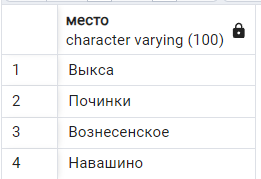 место
character varying (100)
1 Выкса
2 Починки
3 Вознесенское
4 Навашино